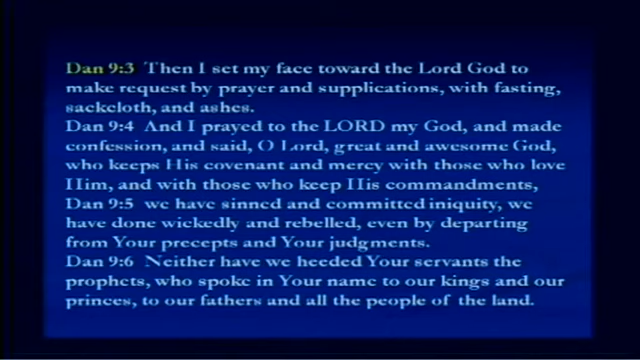 Dan 9:3 Then I set my face toward the Lord God to
make request by prayer and supplications, with fasting,
sackcloth, and ashes.
Dan 9:4 And I prayed to the LORD my God, and made
confession, and said, O Lord, great and awesome God,
who keeps His covenant and mercy with those who love
Him, and with those who keep His commandments,
Dan 9:5 we have sinned and committed iniquity, we
have done wickedly and rebelled, even by departing
from Your precepts and Your judgments.
Dan 9:6 Neither have we heeded Your servants the
prophets, who spoke in Your name to our kings and our
princes, to our fathers and all the people of the land.